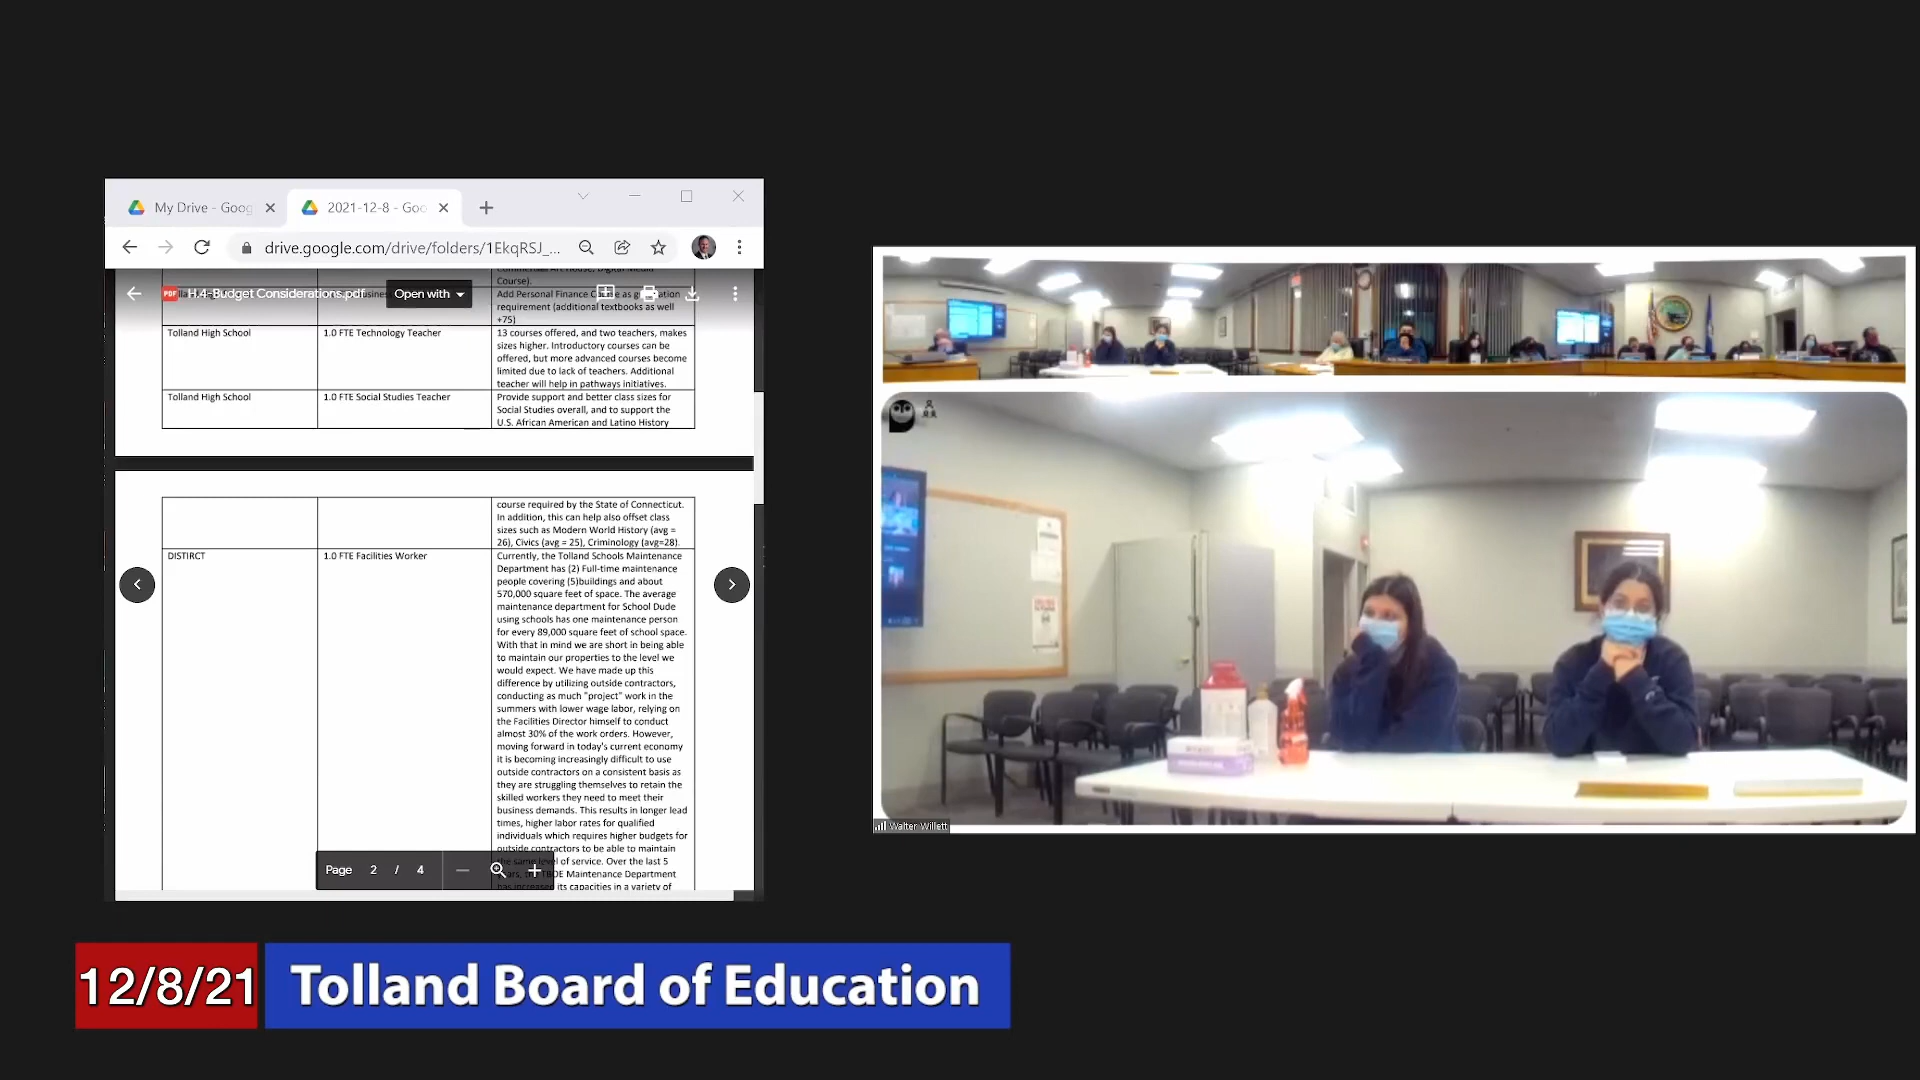 My Drive - Goog
2021-12-8 - Goo
drive.google.com/drive/folders/1EkqRSJ_...
Course).
H.4-Budget Considerations.pdf
Open with
Add Personal Finance as
requirement (additional textbooks as well
+75)
Tolland High School
1.0 FTE Technology Teacher
13 courses offered, and two teachers, makes
sizes higher. Introductory courses can be
offered, but more advanced courses become
limited due to lack of teachers. Additional
teacher will help in pathways initiatives.
Tolland High School
1.0 FTE Social Studies Teacher
Provide support and better class sizes for
Social Studies overall, and to support the
U.S. African American and Latino History
course required by the State of Connecticut.
In addition, this can help also offset class
sizes such as Modern World History (avg =
26), Civics (avg = 25), Criminology (avg=28).
DISTIRCT
1.0 FTE Facilities Worker
Currently, the Tolland Schools Maintenance
Department has (2) Full-time maintenance
people covering (5)buildings and about
570,000 square feet of space. The average
maintenance department for School Dude
using schools has one maintenance person
for every 89,000 square feet of school space.
With that in mind we are short in being able
to maintain our properties to the level we
would expect. We have made up this
difference by utilizing outside contractors,
conducting as much "project" work in the
summers with lower wage labor, relying on
the Facilities Director himself to conduct
almost 30% of the work orders. However,
moving forward in today's current economy
it is becoming increasingly difficult to use
outside contractors on a consistent basis as
they are struggling themselves to retain the
skilled workers they need to meet their
business demands. This results in longer lead
times, higher labor rates for qualified
individuals which requires higher budgets for
outside contractors to be able to maintain
the same level of service. Over the last 5
Maintenance Department
has increased its capacities in a variety of
Page 2 / 4
Walter Willett
12/8/21
Tolland Board of Education